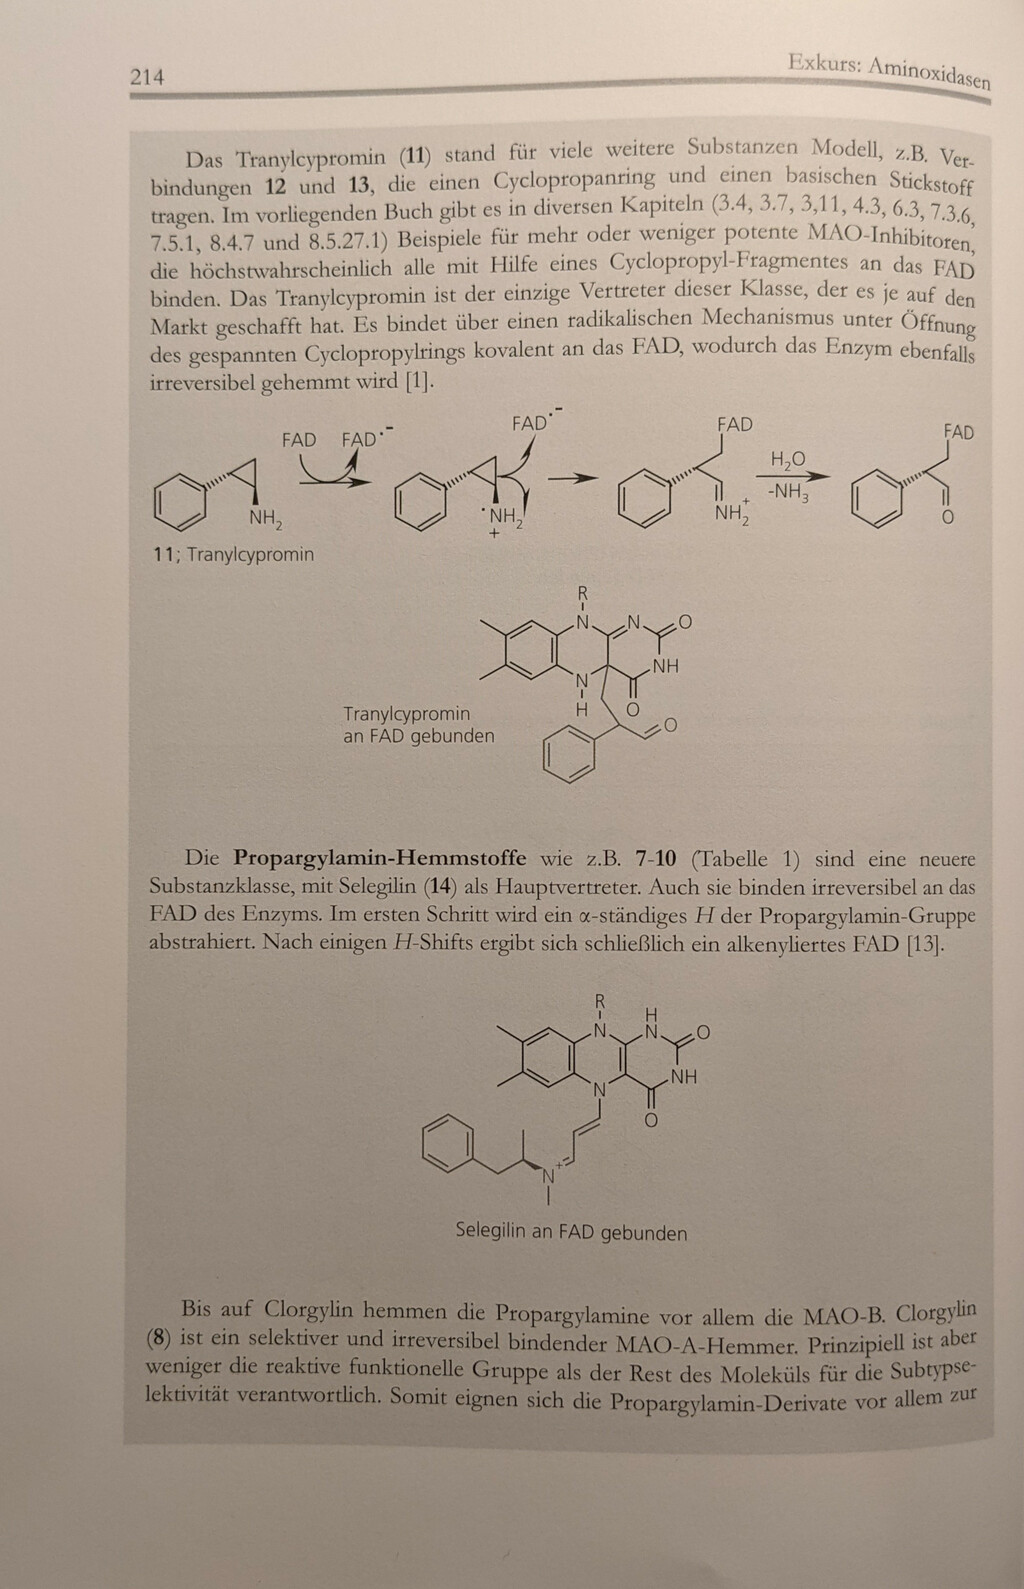 214
Exkurs: Aminoxidasen
Das Tranylcypromin (11) stand für viele weitere Substanzen Modell, z.B. Ver-
bindungen 12 und 13, die einen Cyclopropanring und einen basischen Stickstoff
tragen. Im vorliegenden Buch gibt es in diversen Kapiteln (3.4, 3.7, 3,11, 4.3, 6.3, 7.3.6,
7.5.1, 8.4.7 und 8.5.27.1) Beispiele für mehr oder weniger potente MAO-Inhibitoren,
die höchstwahrscheinlich alle mit Hilfe eines Cyclopropyl-Fragmentes an das FAD
binden. Das Tranylcypromin ist der einzige Vertreter dieser Klasse, der es je auf den
Markt geschafft hat. Es bindet über einen radikalischen Mechanismus unter Öffnung
des gespannten Cyclopropylrings kovalent an das FAD, wodurch das Enzym ebenfalls
irreversibel gehemmt wird [1].
FAD FAD·- FAD·- FAD FAD
H2O
-NH3
NH2 ·NH2 + NH2+ O
11; Tranylcypromin
R
N N O
NH
N
H O
O
Tranylcypromin
an FAD gebunden
Die Propargylamin-Hemmstoffe wie z.B. 7-10 (Tabelle 1) sind eine neuere
Substanzklasse, mit Selegilin (14) als Hauptvertreter. Auch sie binden irreversibel an das
FAD des Enzyms. Im ersten Schritt wird ein α-ständiges H der Propargylamin-Gruppe
abstrahiert. Nach einigen H-Shifts ergibt sich schließlich ein alkenyliertes FAD [13].
R
H
N N O
NH
N
O
N+
Selegilin an FAD gebunden
Bis auf Clorgylin hemmen die Propargylamine vor allem die MAO-B. Clorgylin
(8) ist ein selektiver und irreversibel bindender MAO-A-Hemmer. Prinzipiell ist aber
weniger die reaktive funktionelle Gruppe als der Rest des Moleküls für die Subtypse-
lektivität verantwortlich. Somit eignen sich die Propargylamin-Derivate vor allem zur